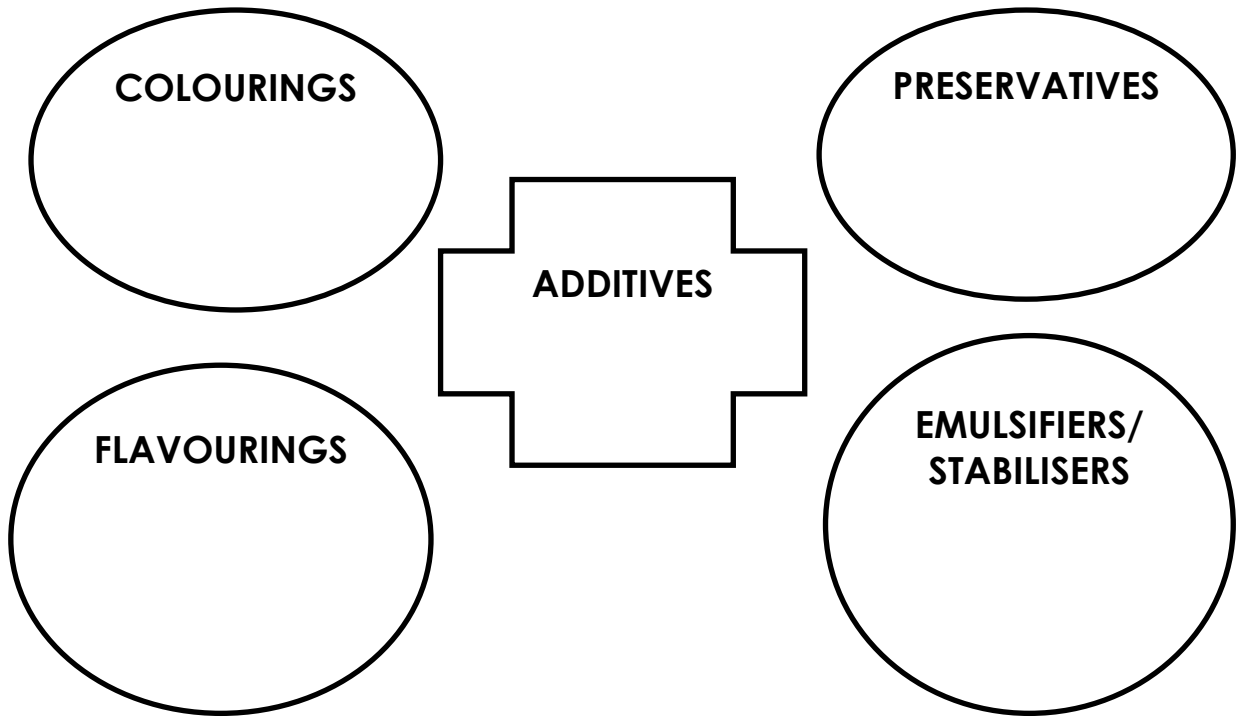 COLOURINGS
PRESERVATIVES
ADDITIVES
FLAVOURINGS
EMULSIFIERS/
STABILISERS